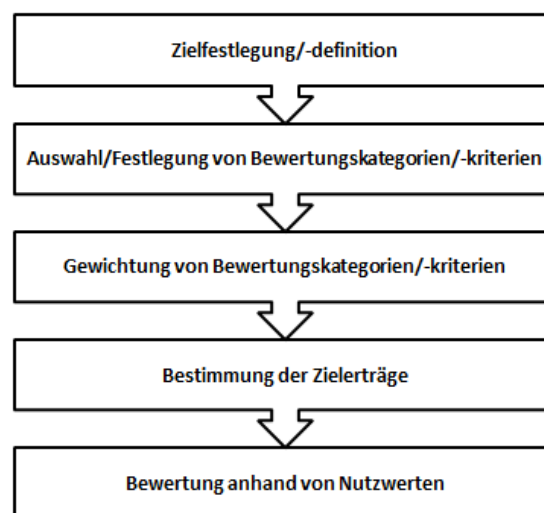 Zielfestlegung/-definition
Auswahl/Festlegung von Bewertungskategorien/-kriterien
Gewichtung von Bewertungskategorien/-kriterien
Bestimmung der Zielerträge
Bewertung anhand von Nutzwerten